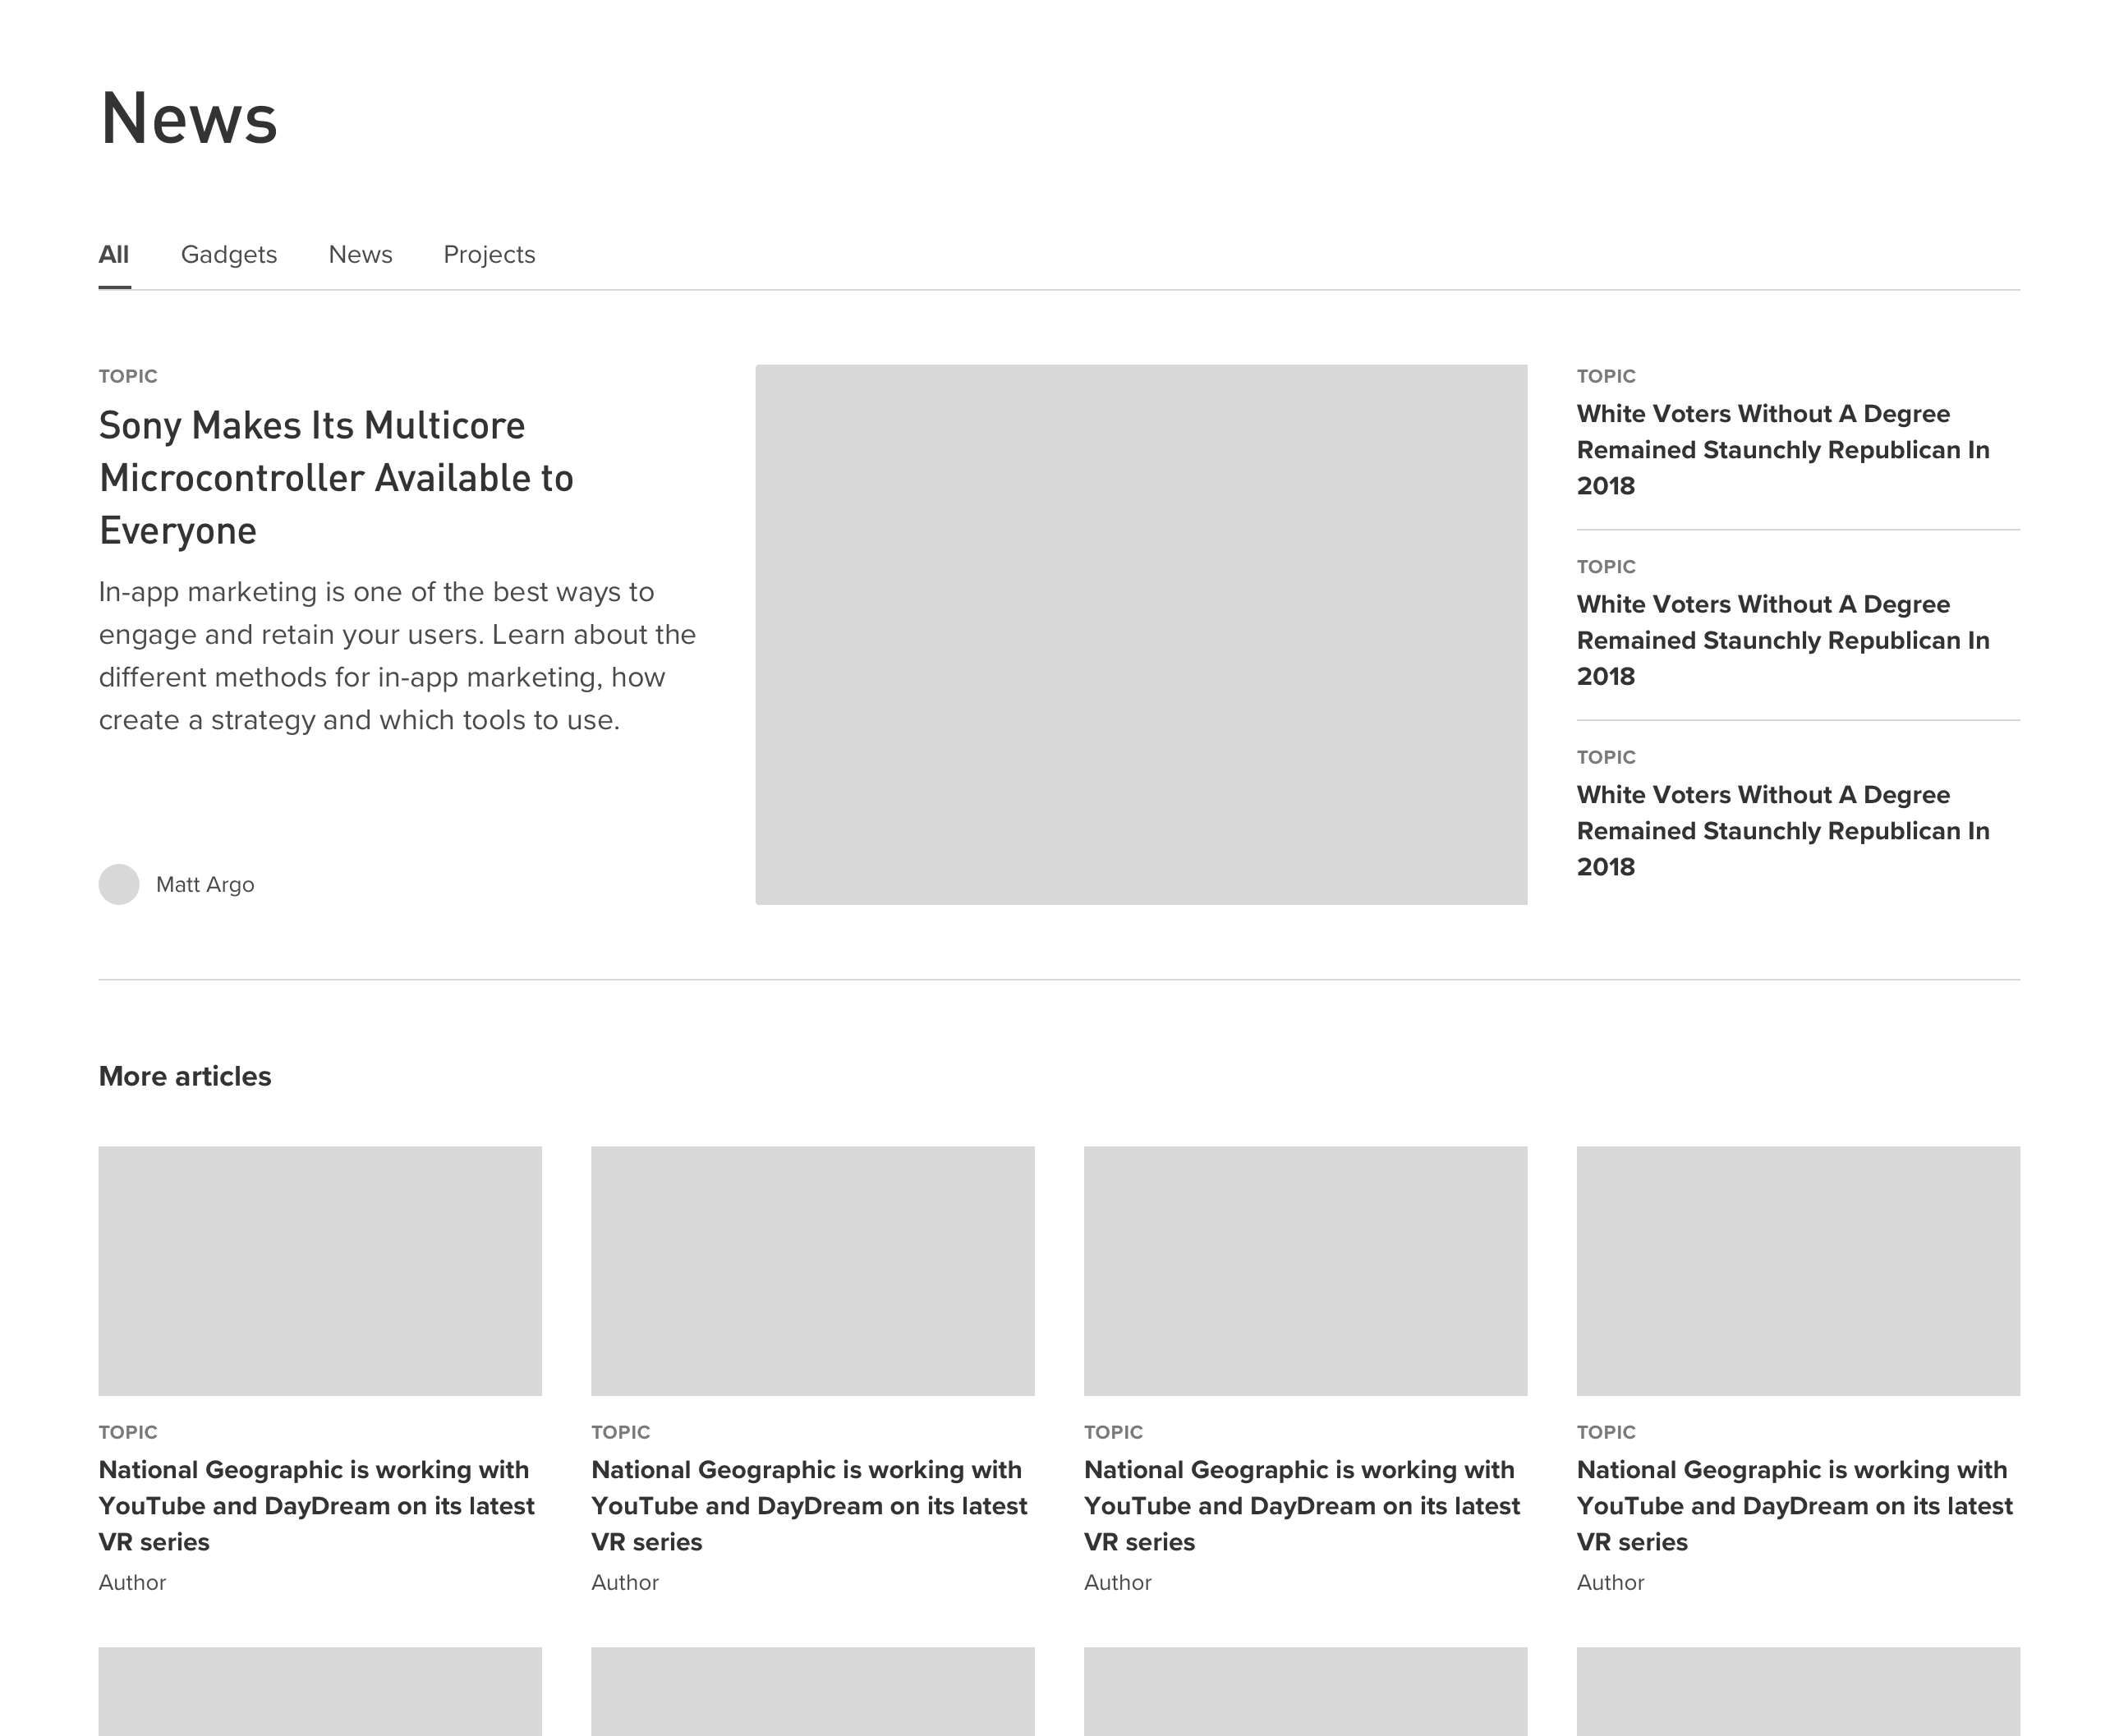 News
All
Gadgets
News
Projects
TOPIC
Sony Makes Its Multicore
Microcontroller Available to
Everyone
In-app marketing is one of the best ways to
engage and retain your users. Learn about the
different methods for in-app marketing, how
create a strategy and which tools to use.
Matt Argo
TOPIC
White Voters Without A Degree
Remained Staunchly Republican In
2018
TOPIC
White Voters Without A Degree
Remained Staunchly Republican In
2018
TOPIC
White Voters Without A Degree
Remained Staunchly Republican In
2018
More articles
TOPIC
National Geographic is working with
YouTube and DayDream on its latest
VR series
Author
TOPIC
National Geographic is working with
YouTube and DayDream on its latest
VR series
Author
TOPIC
National Geographic is working with
YouTube and DayDream on its latest
VR series
Author
TOPIC
National Geographic is working with
YouTube and DayDream on its latest
VR series
Author